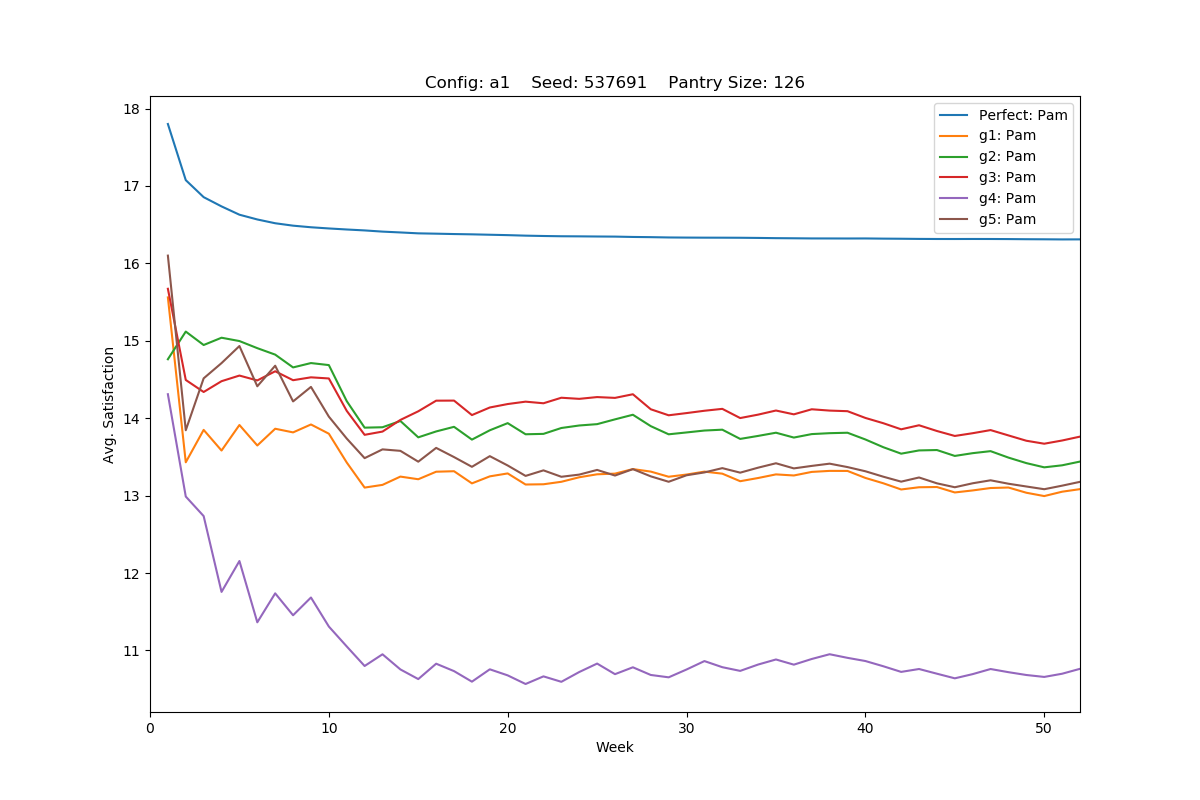 Config: a1    Seed: 537691    Pantry Size: 126
18
17
16
15
14
13
12
11
Avg. Satisfaction
Perfect: Pam
g1: Pam
g2: Pam
g3: Pam
g4: Pam
g5: Pam
0 10 20 30 40 50
Week